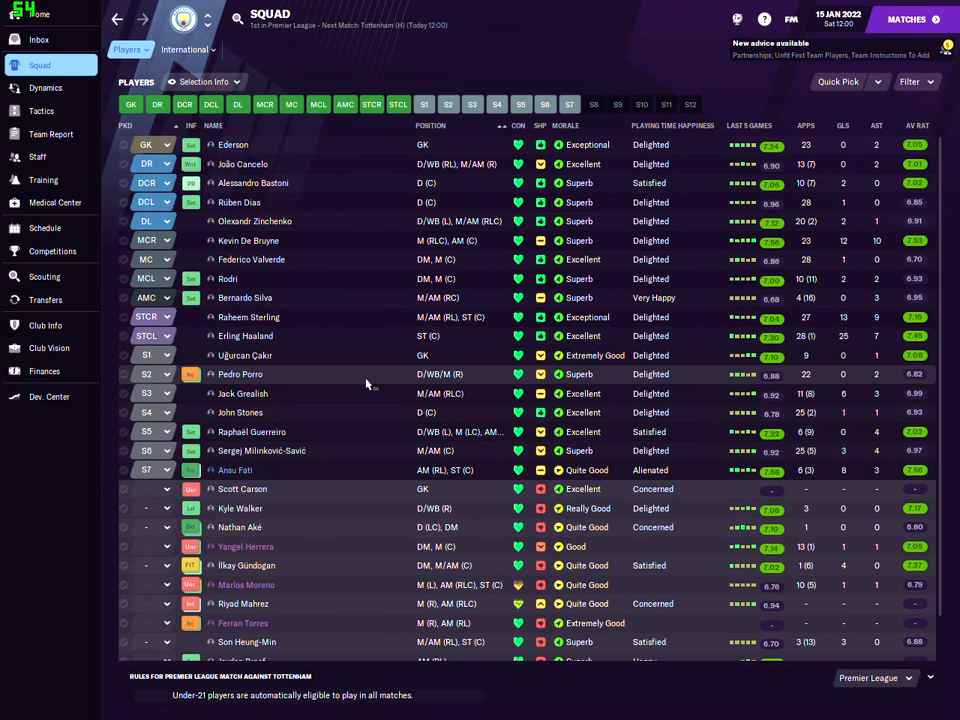 54
Home
SQUAD
1st in Premier League - Next Match: Tottenham (H) (Today 12:00)
FM
15 JAN 2022
Sat 12:00
MATCHES
Inbox
Squad
Dynamics
Tactics
Team Report
Staff
Training
Medical Center
Schedule
Competitions
Scouting
Transfers
Club Info
Club Vision
Finances
Dev. Center
Players International
New advice available
Partnerships, Unfit First Team Players, Team Instructions To Add
PLAYERS Selection Info Quick Pick Filter
GK DR DCR DCL DL MCR MC MCL AMC STCR STCL S1 S2 S3 S4 S5 S6 S7 S8 S9 S10 S11 S12
PKD INF NAME POSITION CON SHP MORALE PLAYING TIME HAPPINESS LAST 5 GAMES APPS GLS AST AV RAT
GK Set Ederson GK Exceptional Delighted 7.24 23 0 2 7.05
DR Wnt João Cancelo D/WB (RL), M/AM (R) Excellent Delighted 6.90 13 (7) 0 2 7.01
DCR PR Alessandro Bastoni D (C) Superb Satisfied 7.06 10 (7) 2 0 7.02
DCL Set Rúben Dias D (C) Superb Delighted 6.96 28 1 0 6.85
DL Olexandr Zinchenko D/WB (L), M/AM (RLC) Superb Delighted 7.12 20 (2) 2 1 6.91
MCR Kevin De Bruyne M (RLC), AM (C) Superb Delighted 7.56 23 12 10 7.53
MC Federico Valverde DM, M (C) Excellent Delighted 6.86 28 0 1 6.70
MCL Set Rodri DM, M (C) Superb Delighted 7.00 10 (11) 2 2 6.93
AMC Set Bernardo Silva M/AM (RC) Superb Very Happy 6.68 4 (16) 0 3 6.95
STCR Raheem Sterling M/AM (RL), ST (C) Exceptional Delighted 7.04 27 13 9 7.16
STCL Erling Haaland ST (C) Excellent Delighted 7.30 28 (1) 25 7 7.45
S1 Uğurcan Çakır GK Extremely Good Delighted 7.10 9 0 1 7.08
S2 Inj Pedro Porro D/WB/M (R) Superb Delighted 6.88 22 0 2 6.82
S3 Jack Grealish M/AM (RLC) Excellent Delighted 6.92 11 (8) 6 3 6.99
S4 John Stones D (C) Excellent Delighted 6.78 25 (2) 1 1 6.93
S5 Set Raphaël Guerreiro D/WB (L), M (LC), AM... Excellent Satisfied 7.22 6 (9) 0 4 7.02
S6 Set Sergej Milinković-Savić M/AM (C) Superb Delighted 6.92 25 (5) 3 4 6.97
S7 Ansu Fati AM (RL), ST (C) Quite Good Alienated 7.68 6 (3) 8 3 7.56
- Unr Scott Carson GK Excellent Concerned - - - - -
- Lst Kyle Walker D/WB (R) Really Good Delighted 7.06 3 0 0 7.17
- Bid Nathan Aké D (LC), DM Quite Good Concerned 7.10 1 0 0 6.80
- Unr Yangel Herrera DM, M (C) Good 7.14 13 (1) 1 1 7.05
- İlkay Gündogan DM, M/AM (C) Quite Good Satisfied 7.02 1 (6) 4 0 7.27
- Unr Marlos Moreno M (L), AM (RLC), ST (C) Quite Good 6.76 10 (5) 1 1 6.79
- Int Riyad Mahrez M (R), AM (RLC) Quite Good Concerned 6.94 - - - -
- Inj Ferran Torres M (R), AM (RL) Extremely Good - - - - -
- Son Heung-Min M/AM (RL), ST (C) Superb Satisfied 6.70 3 (13) 3 0 6.88
RULES FOR PREMIER LEAGUE MATCH AGAINST TOTTENHAM
Premier League
Under-21 players are automatically eligible to play in all matches.